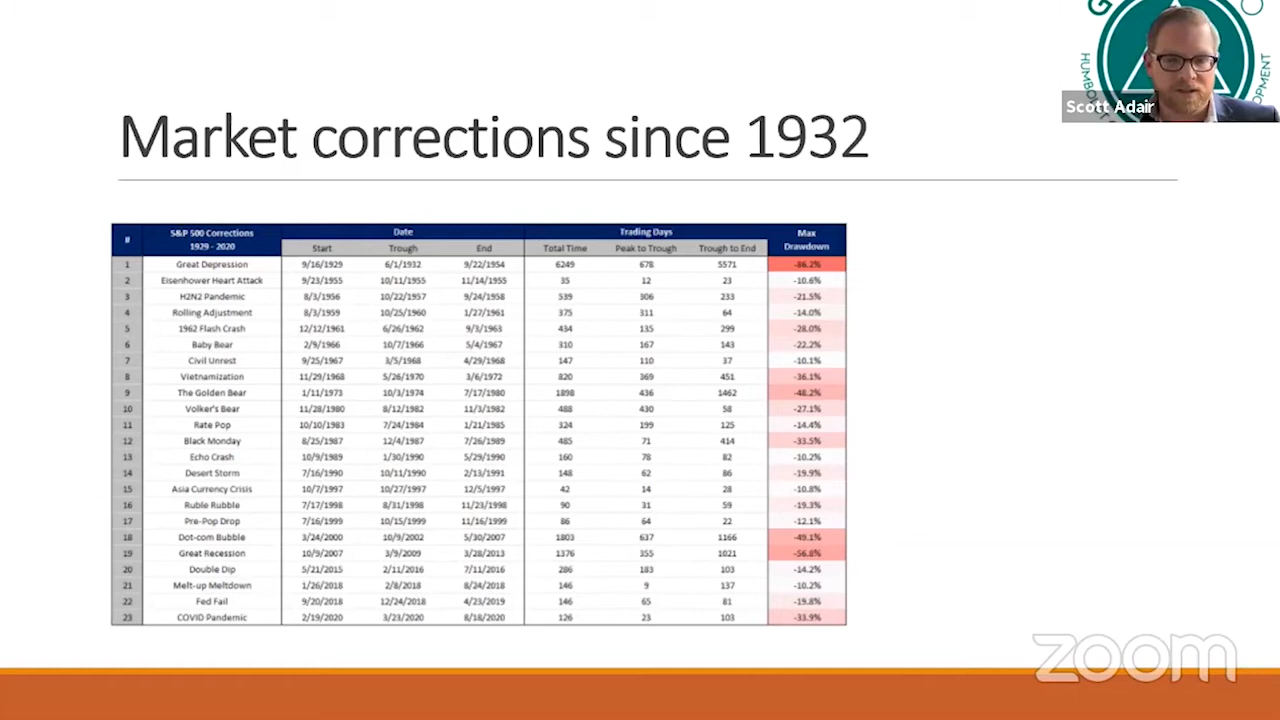 Scott Adair
Market corrections since 1932
# S&P 500 Corrections 1929 - 2020 Date Trading Days Max Drawdown
Start Trough End Total Time Peak to Trough Trough to End
1 Great Depression 9/16/1929 6/1/1932 9/22/1954 6249 678 5571 -86.2%
2 Eisenhower Heart Attack 9/23/1955 10/11/1955 11/14/1955 35 12 23 -10.6%
3 H2N2 Pandemic 8/3/1956 10/22/1957 9/24/1958 539 306 233 -21.5%
4 Rolling Adjustment 8/3/1959 10/25/1960 1/27/1961 375 311 64 -14.0%
5 1962 Flash Crash 12/12/1961 6/26/1962 9/3/1963 434 135 299 -28.0%
6 Baby Bear 2/9/1966 10/7/1966 5/4/1967 310 167 143 -22.2%
7 Civil Unrest 9/25/1967 3/5/1968 4/29/1968 147 110 37 -10.1%
8 Vietnamization 11/29/1968 5/26/1970 3/6/1972 820 369 451 -36.1%
9 The Golden Bear 1/11/1973 10/3/1974 7/17/1980 1898 436 1462 -48.2%
10 Volker's Bear 11/28/1980 8/12/1982 11/3/1982 488 430 58 -27.1%
11 Rate Pop 10/10/1983 7/24/1984 1/21/1985 324 199 125 -14.4%
12 Black Monday 8/25/1987 12/4/1987 7/26/1989 485 71 414 -33.5%
13 Echo Crash 10/9/1989 1/30/1990 5/29/1990 160 78 82 -10.2%
14 Desert Storm 7/16/1990 10/11/1990 2/13/1991 148 62 86 -19.9%
15 Asia Currency Crisis 10/7/1997 10/27/1997 12/5/1997 42 14 28 -10.8%
16 Ruble Rubble 7/17/1998 8/31/1998 11/23/1998 90 31 59 -19.3%
17 Pre-Pop Drop 7/16/1999 10/15/1999 11/16/1999 86 64 22 -12.1%
18 Dot-com Bubble 3/24/2000 10/9/2002 5/30/2007 1803 637 1166 -49.1%
19 Great Recession 10/9/2007 3/9/2009 3/28/2013 1376 355 1021 -56.8%
20 Double Dip 5/21/2015 2/11/2016 7/11/2016 286 183 103 -14.2%
21 Melt-up Meltdown 1/26/2018 2/8/2018 8/24/2018 146 9 137 -10.2%
22 Fed Fail 9/20/2018 12/24/2018 4/23/2019 146 65 81 -19.8%
23 COVID Pandemic 2/19/2020 3/23/2020 8/18/2020 126 23 103 -33.9%
zoom